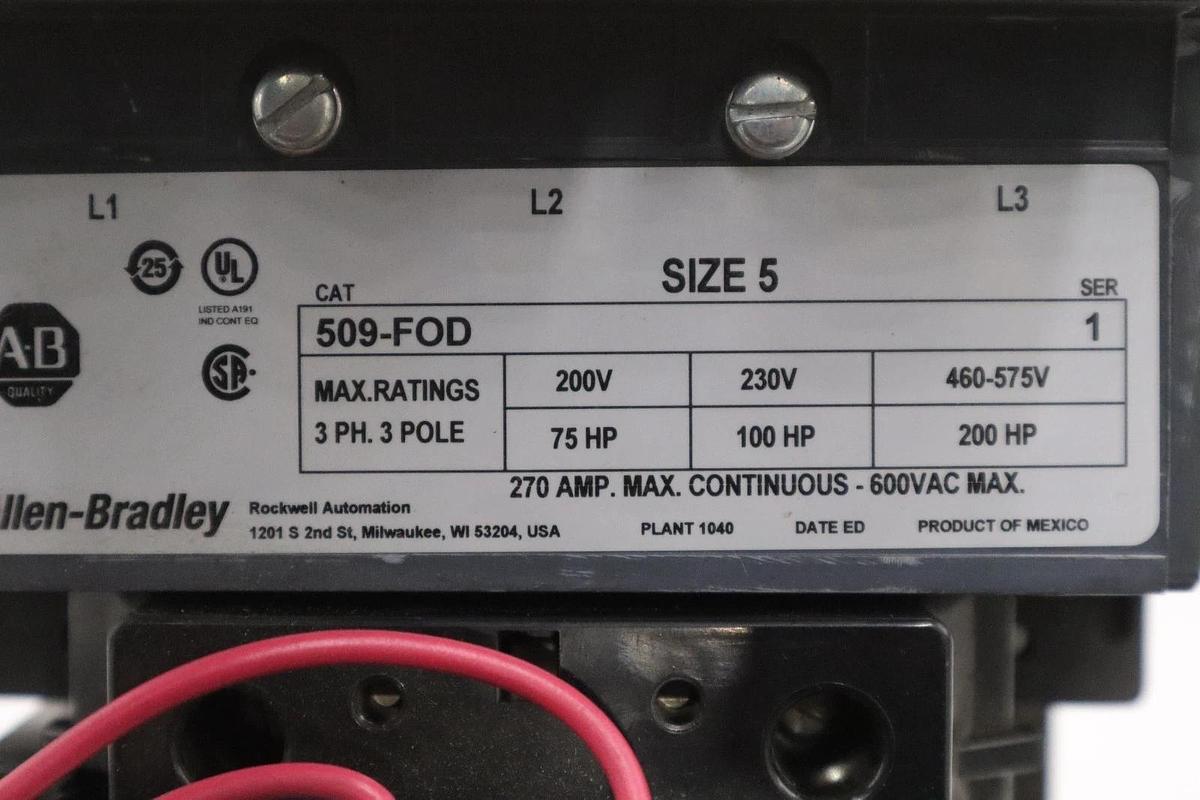 L1 L2 L3
25 UL
LISTED A191
IND CONT EQ
SIZE 5
CAT SER
509-FOD 1
A·B
QUALITY
SA
MAX.RATINGS
3 PH. 3 POLE
200V 230V 460-575V
75 HP 100 HP 200 HP
270 AMP. MAX. CONTINUOUS - 600VAC MAX.
llen-Bradley
Rockwell Automation
1201 S 2nd St, Milwaukee, WI 53204, USA PLANT 1040 DATE ED PRODUCT OF MEXICO